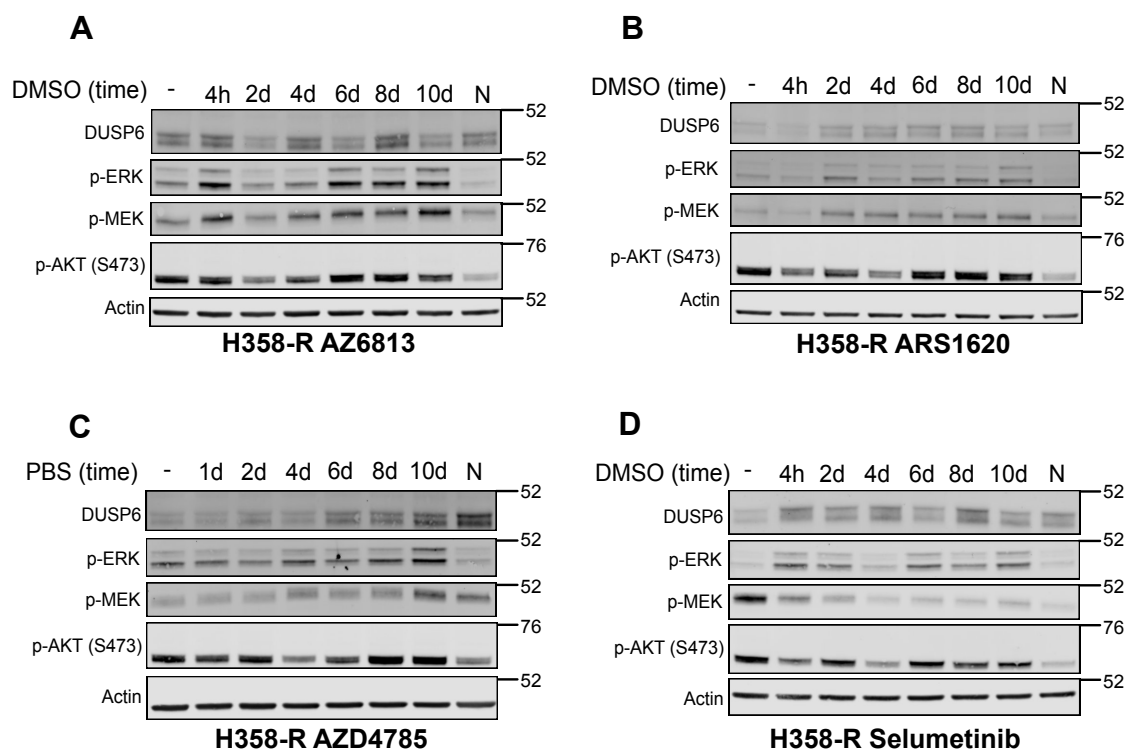 A
DMSO (time) - 4h 2d 4d 6d 8d 10d N
52
DUSP6
52
p-ERK
52
p-MEK
76
p-AKT (S473)
52
Actin
H358-R AZ6813
B
DMSO (time) - 4h 2d 4d 6d 8d 10d N
52
DUSP6
52
p-ERK
52
p-MEK
76
p-AKT (S473)
52
Actin
H358-R ARS1620
C
PBS (time) - 1d 2d 4d 6d 8d 10d N
52
DUSP6
52
p-ERK
52
p-MEK
76
p-AKT (S473)
52
Actin
H358-R AZD4785
D
DMSO (time) - 4h 2d 4d 6d 8d 10d N
52
DUSP6
52
p-ERK
52
p-MEK
76
p-AKT (S473)
52
Actin
H358-R Selumetinib